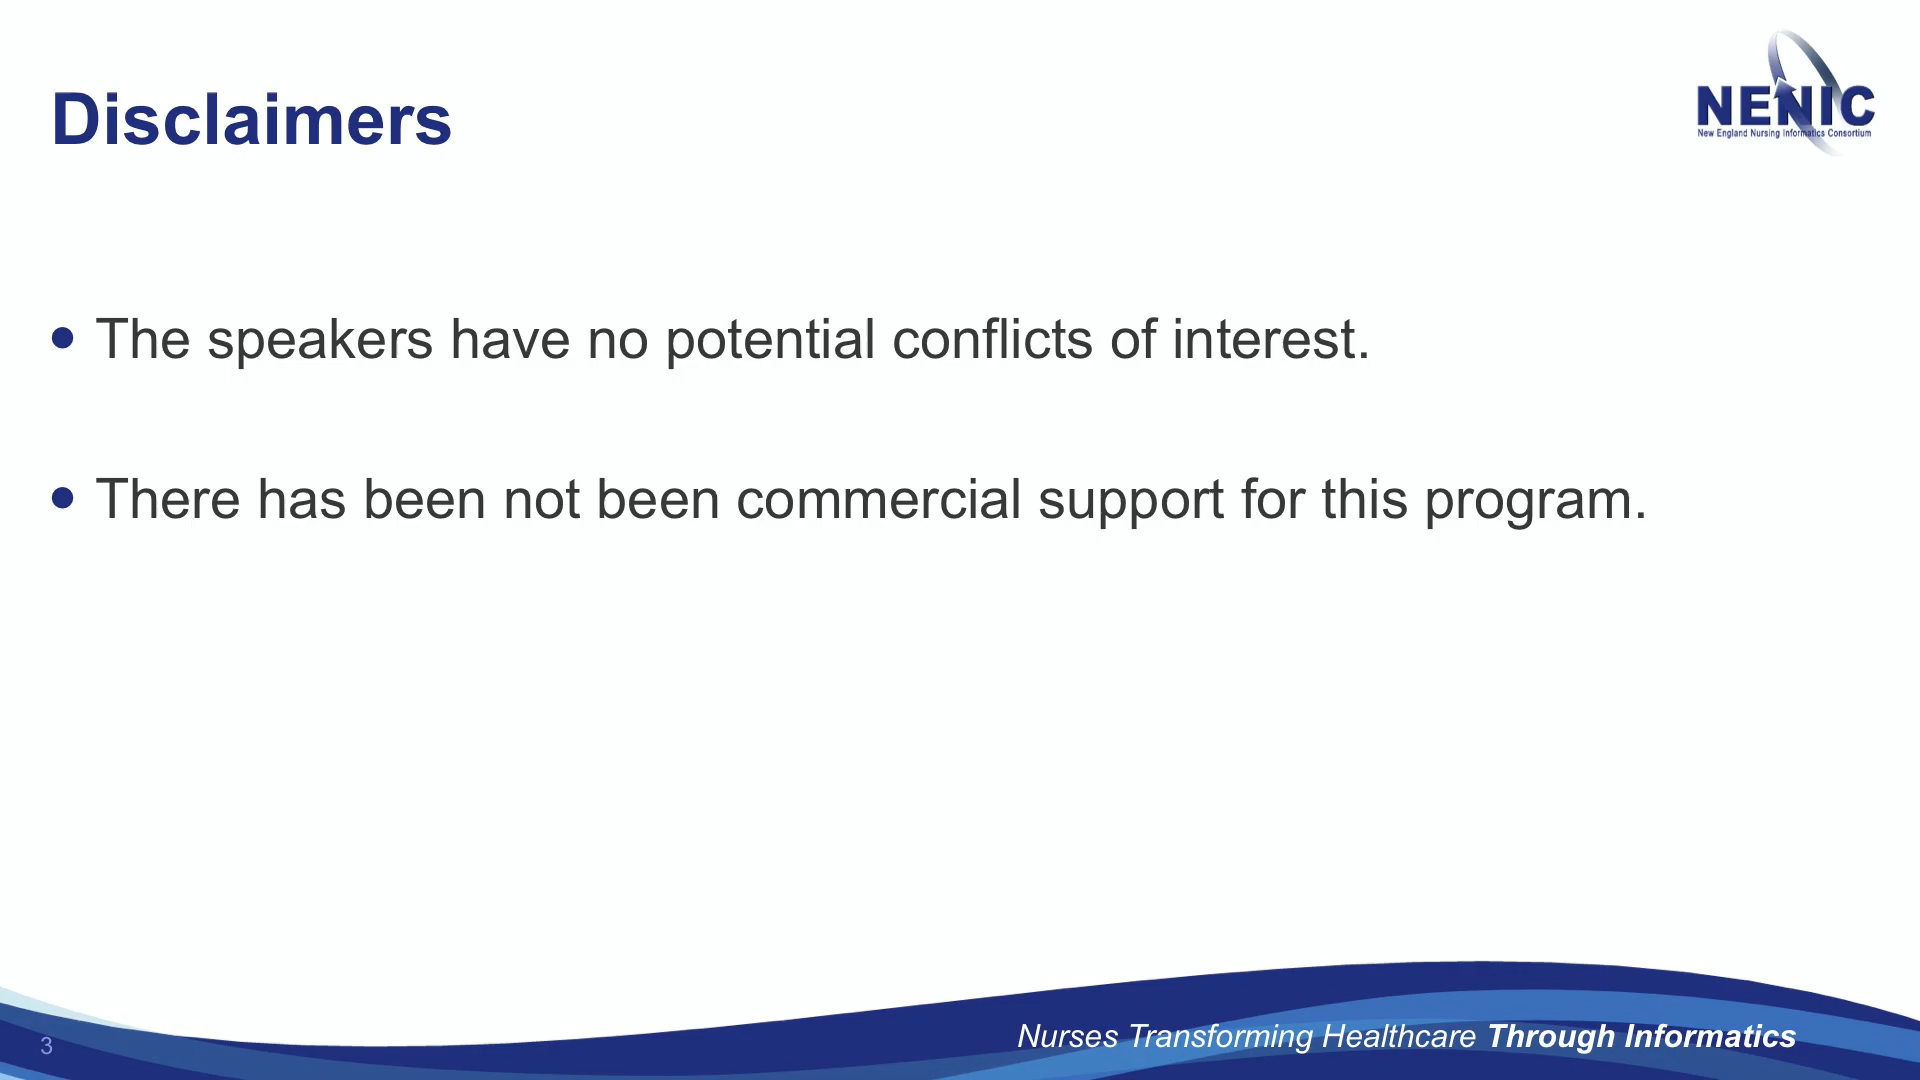 Disclaimers
NENIC
New England Nursing Informatics Consortium
• The speakers have no potential conflicts of interest.
• There has been not been commercial support for this program.
3
Nurses Transforming Healthcare Through Informatics